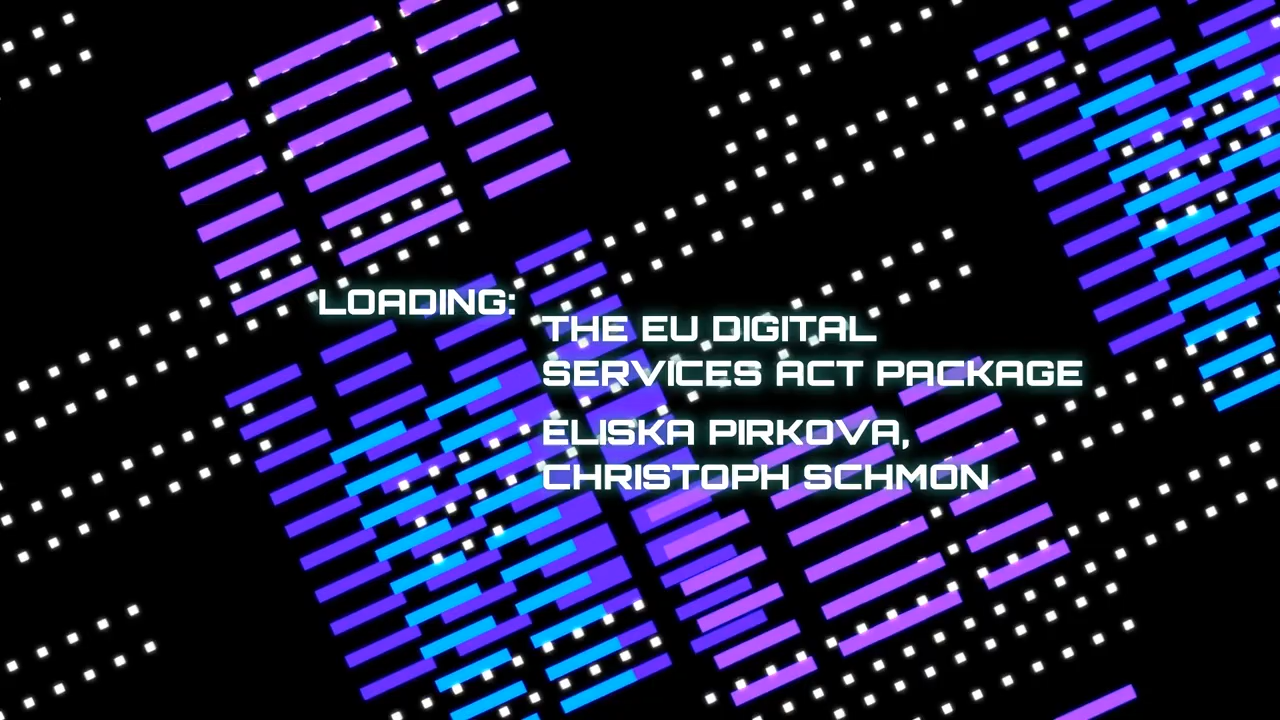 LOADING:
THE EU DIGITAL
SERVICES ACT PACKAGE
ELISKA PIRKOVA,
CHRISTOPH SCHMON